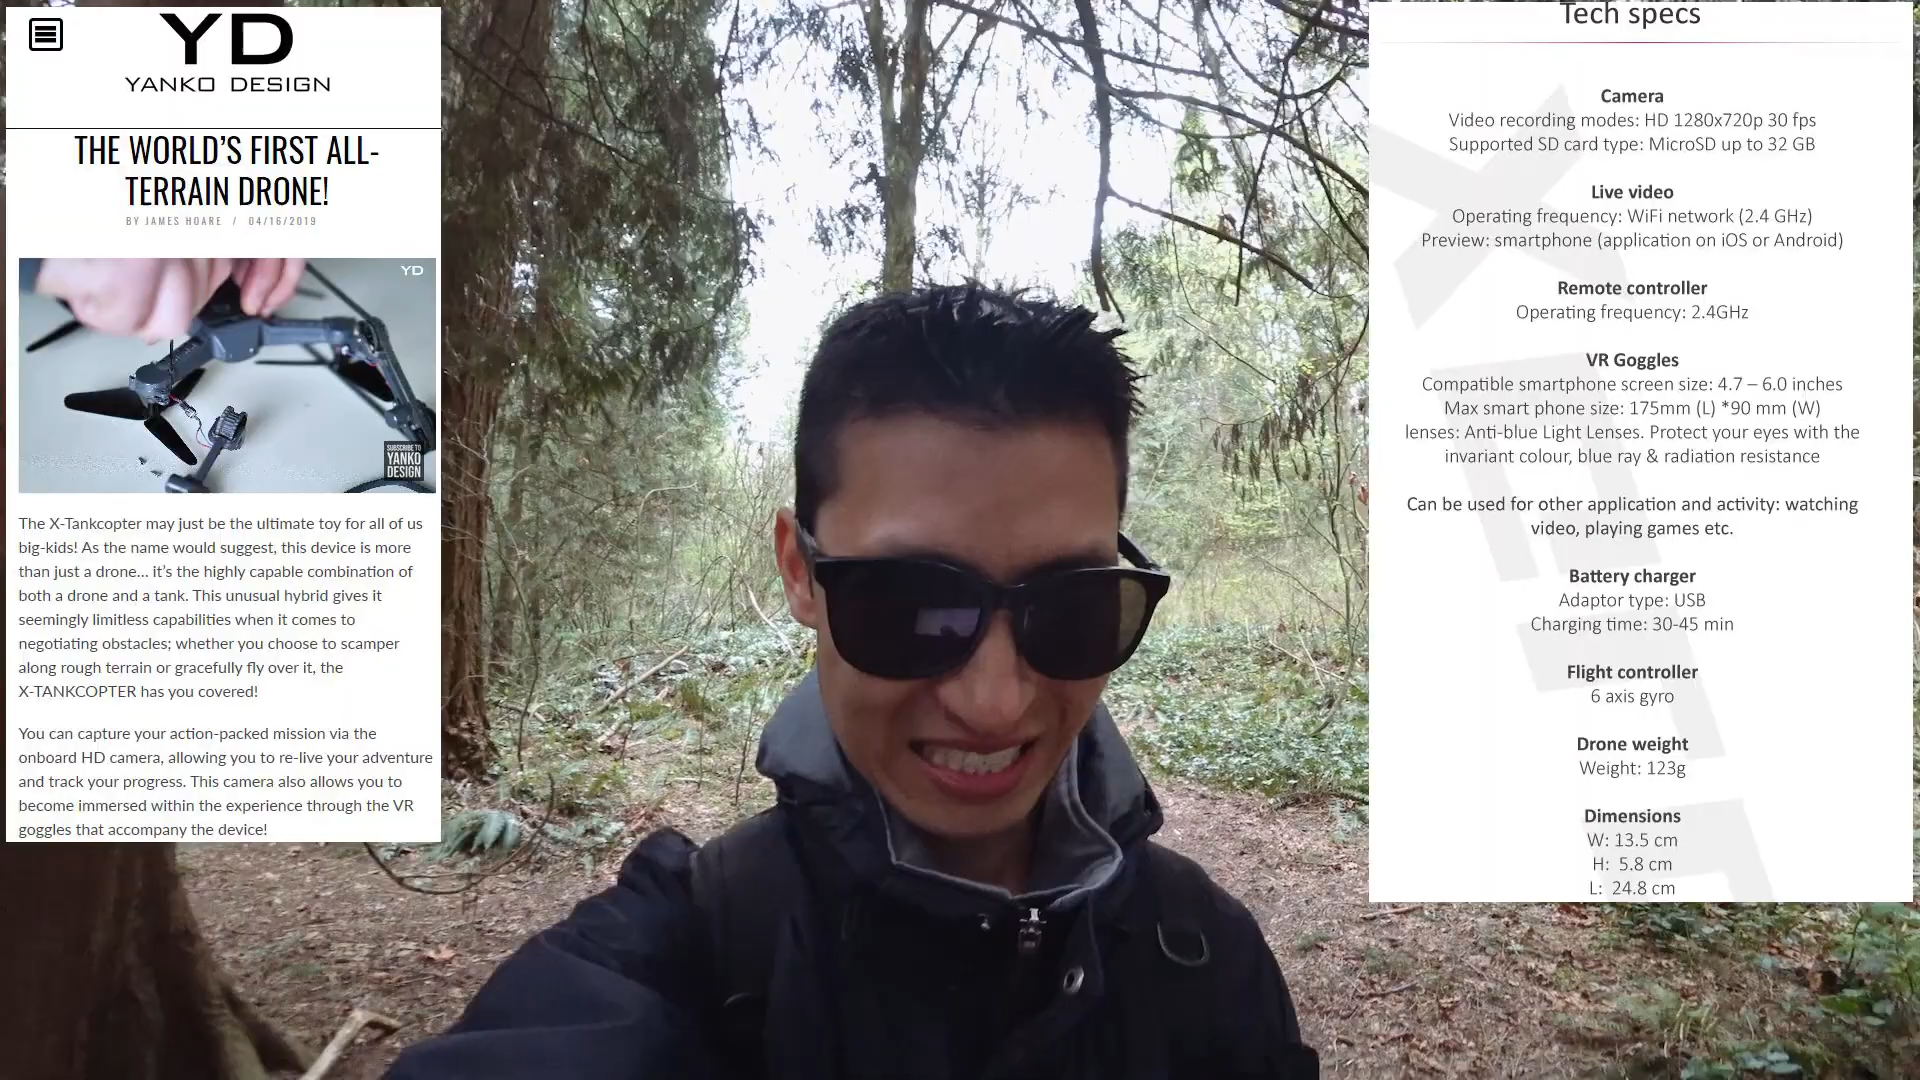 YD
YANKO DESIGN
THE WORLD'S FIRST ALL-
TERRAIN DRONE!
BY JAMES HOARE / 04/16/2019
YD
SUBSCRIBE TO
YANKO
DESIGN
The X-Tankcopter may just be the ultimate toy for all of us
big-kids! As the name would suggest, this device is more
than just a drone... it's the highly capable combination of
both a drone and a tank. This unusual hybrid gives it
seemingly limitless capabilities when it comes to
negotiating obstacles; whether you choose to scamper
along rough terrain or gracefully fly over it, the
X-TANKCOPTER has you covered!
You can capture your action-packed mission via the
onboard HD camera, allowing you to re-live your adventure
and track your progress. This camera also allows you to
become immersed within the experience through the VR
goggles that accompany the device!
Tech specs
Camera
Video recording modes: HD 1280x720p 30 fps
Supported SD card type: MicroSD up to 32 GB
Live video
Operating frequency: WiFi network (2.4 GHz)
Preview: smartphone (application on iOS or Android)
Remote controller
Operating frequency: 2.4GHz
VR Goggles
Compatible smartphone screen size: 4.7 – 6.0 inches
Max smart phone size: 175mm (L) *90 mm (W)
lenses: Anti-blue Light Lenses. Protect your eyes with the
invariant colour, blue ray & radiation resistance
Can be used for other application and activity: watching
video, playing games etc.
Battery charger
Adaptor type: USB
Charging time: 30-45 min
Flight controller
6 axis gyro
Drone weight
Weight: 123g
Dimensions
W: 13.5 cm
H: 5.8 cm
L: 24.8 cm